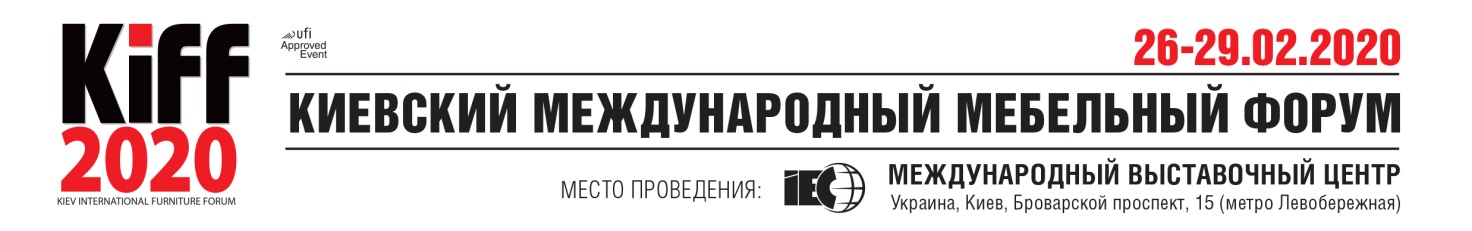 KiFF
2020
KIEV INTERNATIONAL FURNITURE FORUM
ufi
Approved
Event
26-29.02.2020
КИЕВСКИЙ МЕЖДУНАРОДНЫЙ МЕБЕЛЬНЫЙ ФОРУМ
МЕСТО ПРОВЕДЕНИЯ:
iEC
МЕЖДУНАРОДНЫЙ ВЫСТАВОЧНЫЙ ЦЕНТР
Украина, Киев, Броварской проспект, 15 (метро Левобережная)